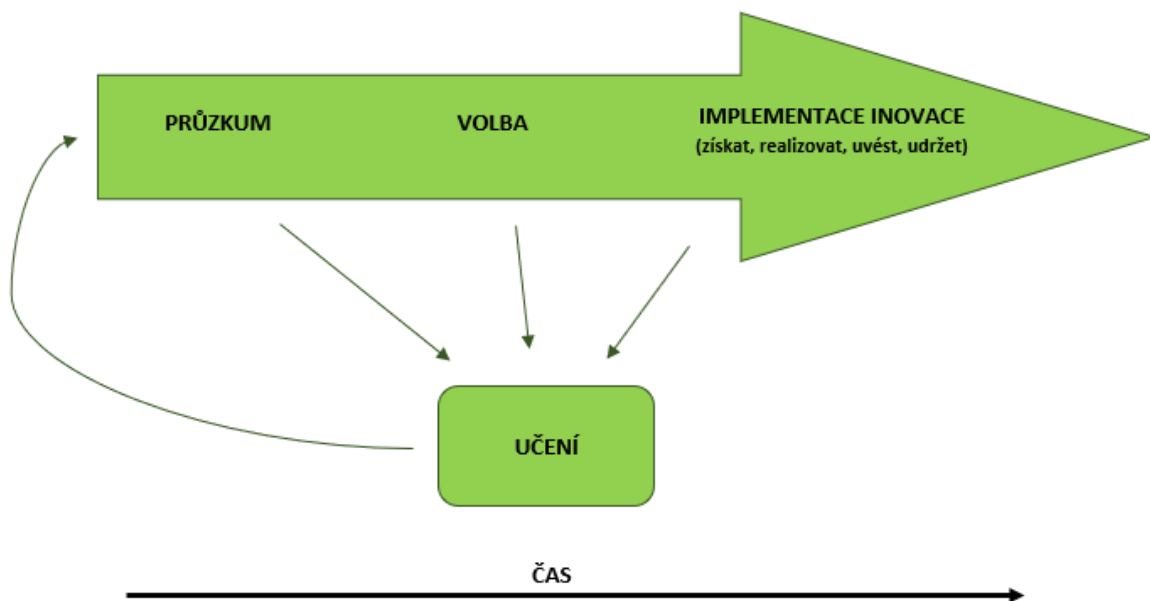 PRŮZKUM
VOLBA
IMPLEMENTACE INOVACE
(získat, realizovat, uvést, udržet)
UČENÍ
ČAS